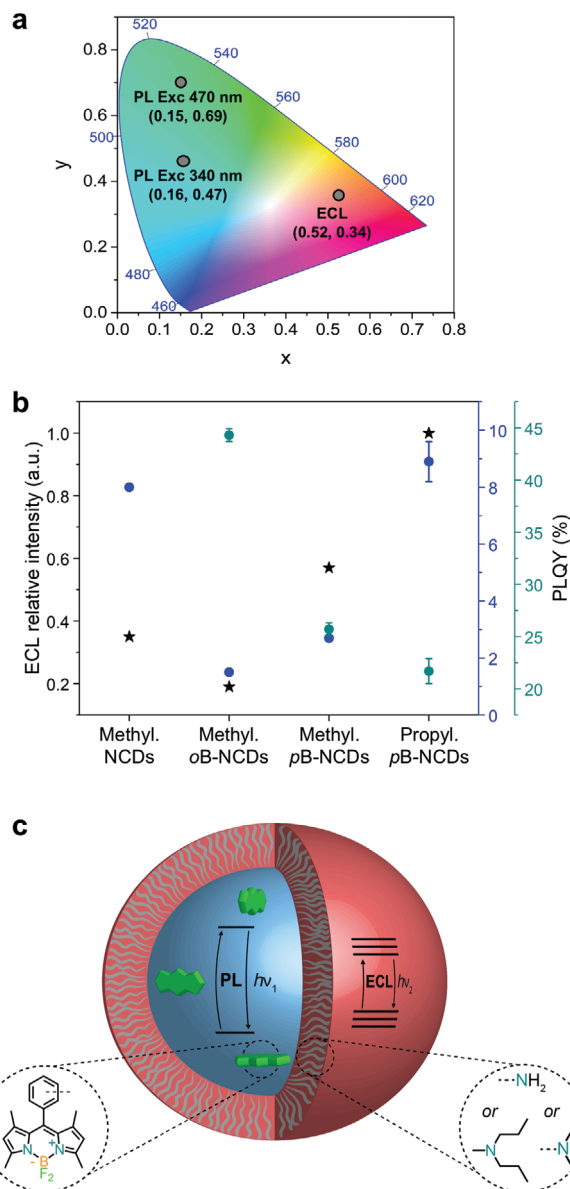 a
0.8
0.6
0.4
0.2
0.0
y
0.0 0.1 0.2 0.3 0.4 0.5 0.6 0.7 0.8
x
520
540
560
580
600
620
500
480
460
PL Exc 470 nm
(0.15, 0.69)
PL Exc 340 nm
(0.16, 0.47)
ECL
(0.52, 0.34)
b
ECL relative intensity (a.u.)
1.0
0.8
0.6
0.4
0.2
10
8
6
4
2
0
45
40
35
30
25
20
PLQY (%)
Methyl. Methyl. Methyl. Propyl.
NCDs oB-NCDs pB-NCDs pB-NCDs
c
PL hν1
ECL hν2
N N
+
- B
F2
NH2
or or
N N